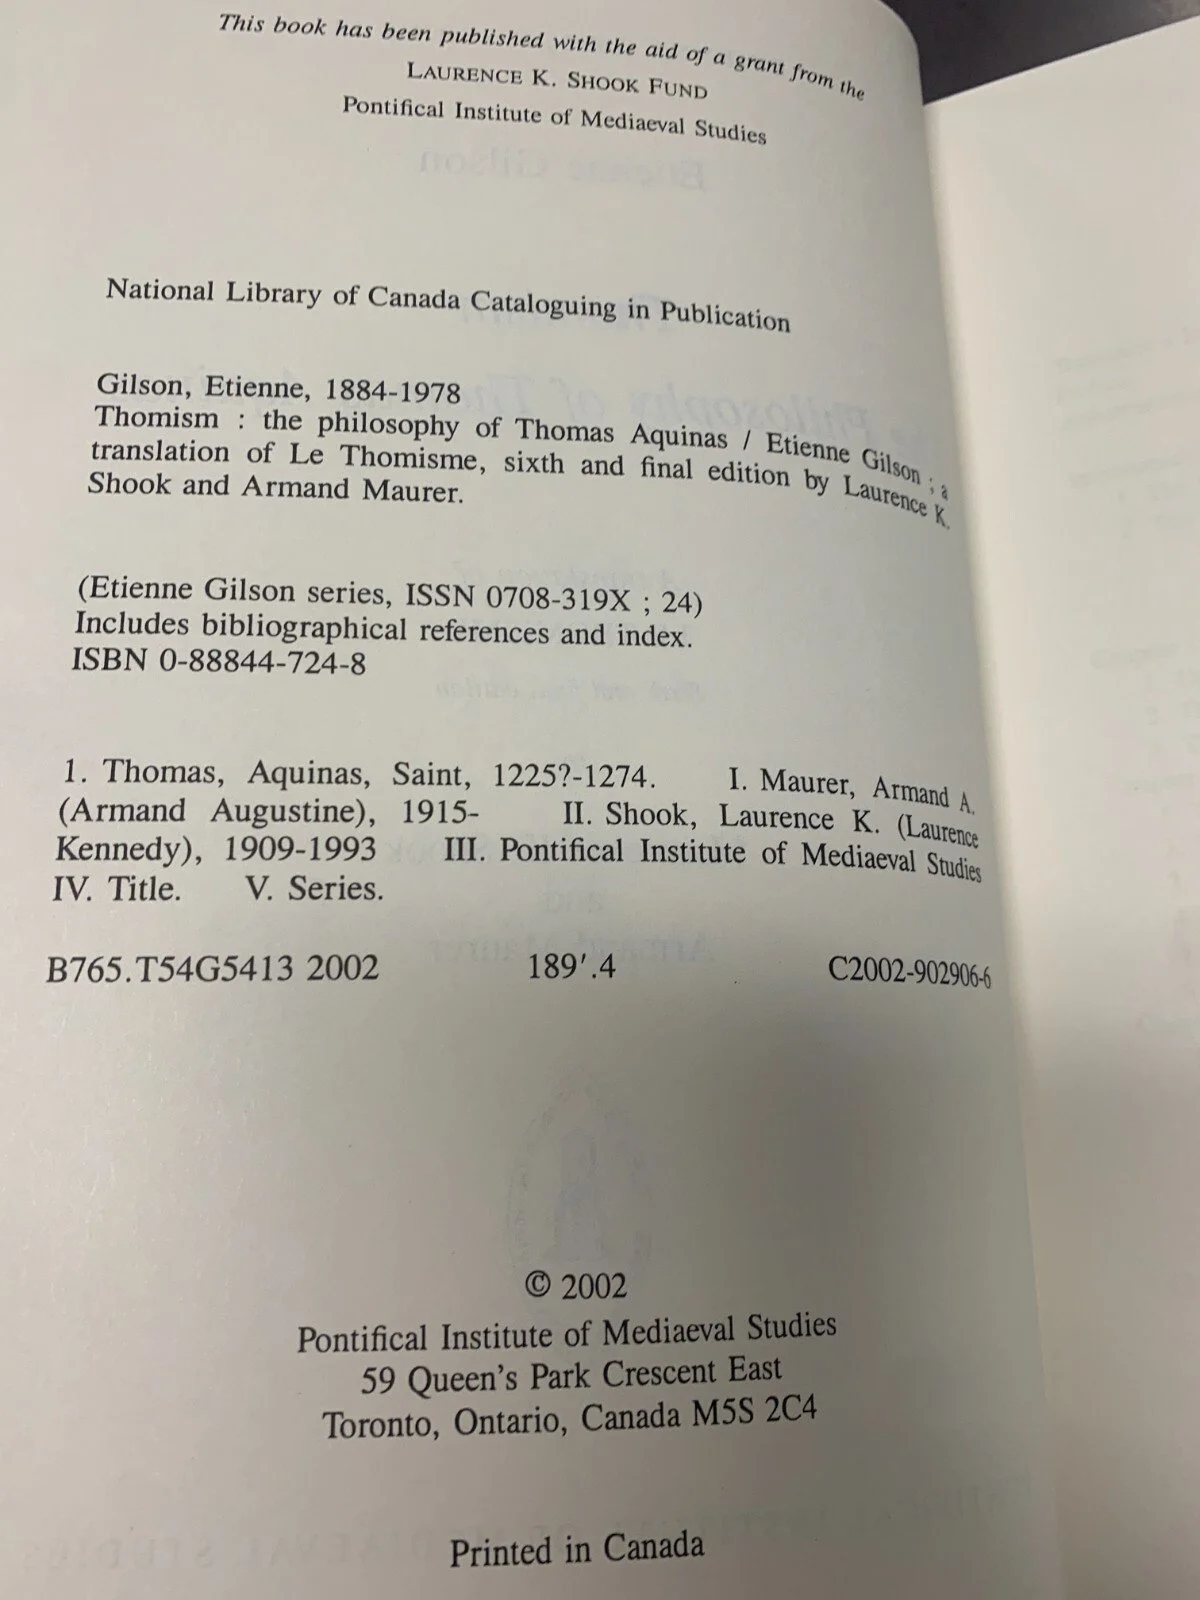 This book has been published with the aid of a grant from the
LAURENCE K. SHOOK FUND
Pontifical Institute of Mediaeval Studies
Etienne Gilson
National Library of Canada Cataloguing in Publication
Gilson, Etienne, 1884-1978
Thomism : the philosophy of Thomas Aquinas / Etienne Gilson ; a
translation of Le Thomisme, sixth and final edition by Laurence K.
Shook and Armand Maurer.
(Etienne Gilson series, ISSN 0708-319X ; 24)
Includes bibliographical references and index.
ISBN 0-88844-724-8
1. Thomas, Aquinas, Saint, 1225?-1274. I. Maurer, Armand A.
(Armand Augustine), 1915- II. Shook, Laurence K. (Laurence
Kennedy), 1909-1993 III. Pontifical Institute of Mediaeval Studies
IV. Title. V. Series.
B765.T54G5413 2002 189′.4 C2002-902906-6
© 2002
Pontifical Institute of Mediaeval Studies
59 Queen's Park Crescent East
Toronto, Ontario, Canada M5S 2C4
Printed in Canada